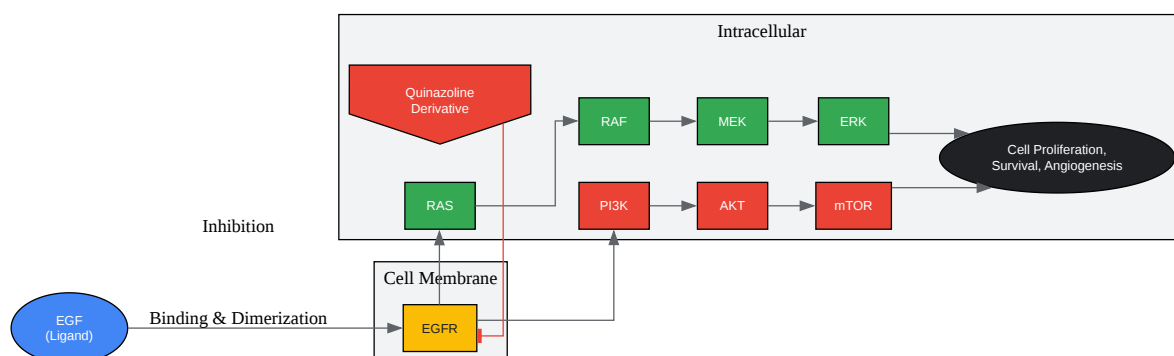 Intracellular
Quinazoline
Derivative
RAF
MEK
ERK
Cell Proliferation,
Survival, Angiogenesis
RAS
PI3K
AKT
mTOR
Inhibition
Cell Membrane
EGF
(Ligand)
Binding & Dimerization
EGFR